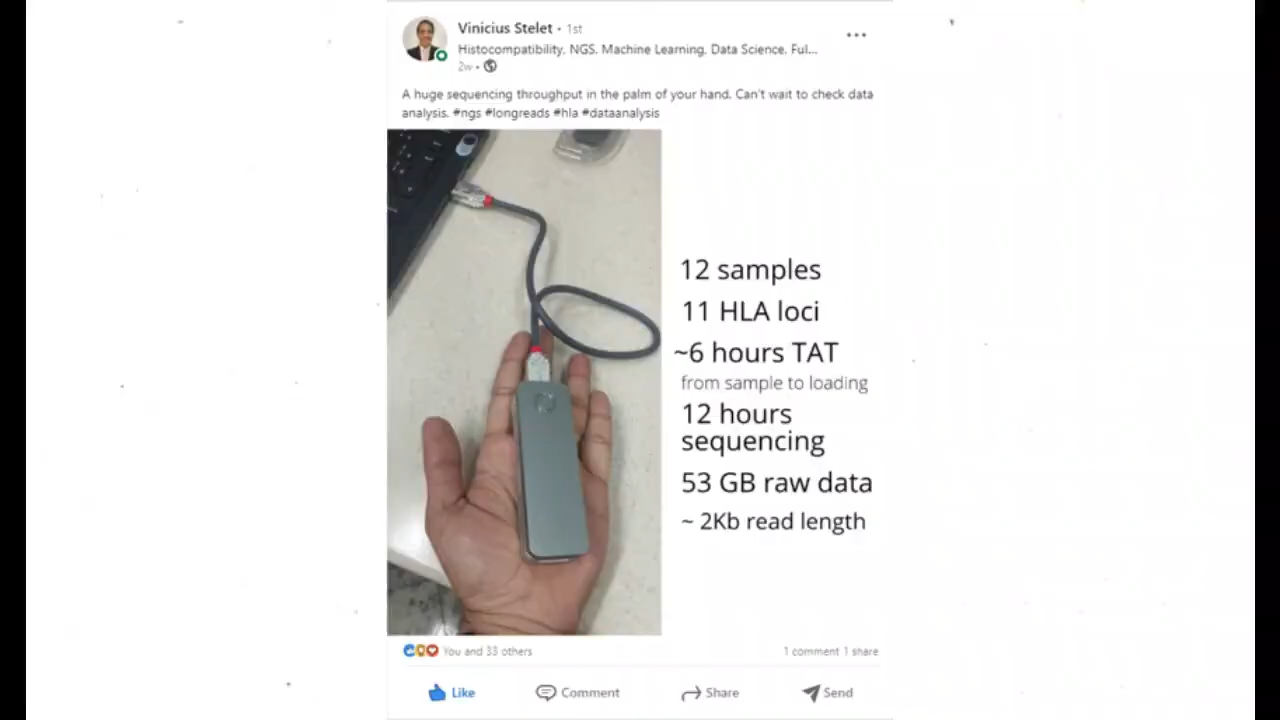 Vinicius Stelet • 1st
Histocompatibility, NGS, Machine Learning, Data Science, Ful...
2w •
A huge sequencing throughput in the palm of your hand. Can't wait to check data
analysis. #ngs #longreads #hla #dataanalysis
12 samples
11 HLA loci
~6 hours TAT
from sample to loading
12 hours
sequencing
53 GB raw data
~ 2Kb read length
You and 33 others
1 comment 1 share
Like
Comment
Share
Send